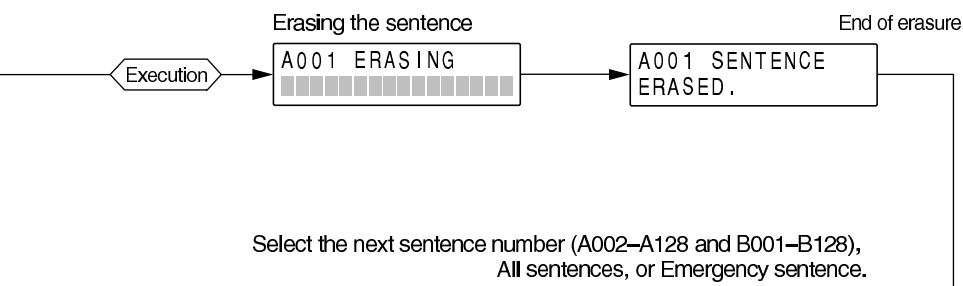 Erasing the sentence
End of erasure
Execution
A001 ERASING
A001 SENTENCE
ERASED.
Select the next sentence number (A002–A128 and B001–B128),
All sentences, or Emergency sentence.